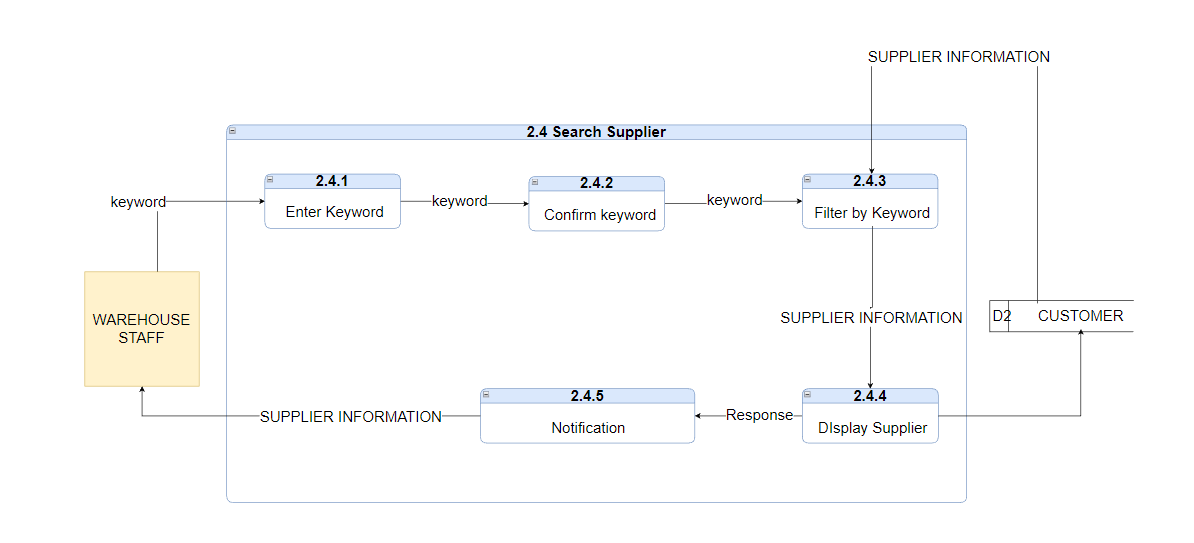 SUPPLIER INFORMATION
2.4 Search Supplier
2.4.1
Enter Keyword
2.4.2
Confirm keyword
2.4.3
Filter by Keyword
keyword
keyword
keyword
WAREHOUSE
STAFF
SUPPLIER INFORMATION
D2
CUSTOMER
2.4.5
Notification
2.4.4
DIsplay Supplier
SUPPLIER INFORMATION
Response